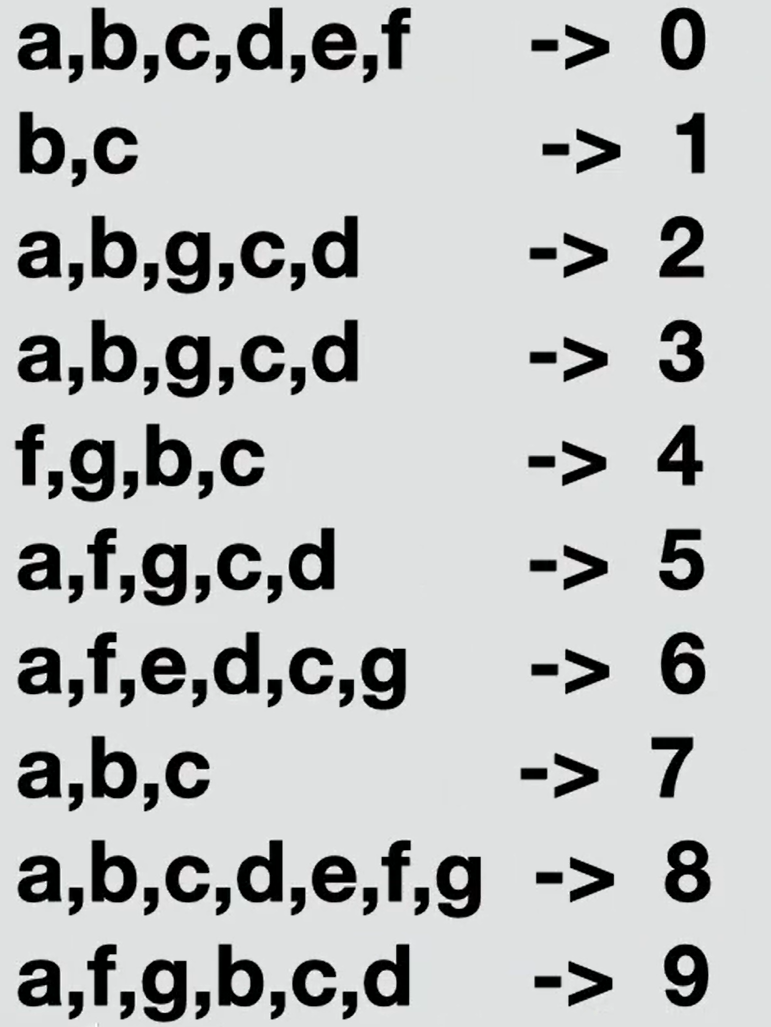 a,b,c,d,e,f -> 0
b,c -> 1
a,b,g,c,d -> 2
a,b,g,c,d -> 3
f,g,b,c -> 4
a,f,g,c,d -> 5
a,f,e,d,c,g -> 6
a,b,c -> 7
a,b,c,d,e,f,g -> 8
a,f,g,b,c,d -> 9